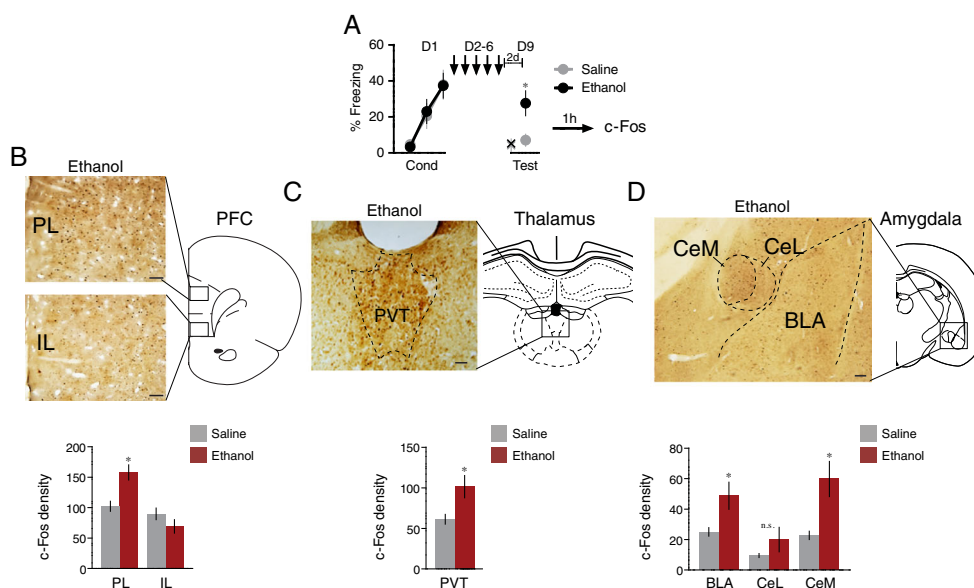 A
D1 D2-6 D9
2d
60
40
20
0
% Freezing
Cond
Test
*
Saline
Ethanol
1h
c-Fos
B
Ethanol
PL
IL
PFC
C
Ethanol
PVT
Thalamus
D
Ethanol
CeM
CeL
BLA
Amygdala
Saline
Ethanol
200
150
100
50
0
c-Fos density
*
PL IL
Saline
Ethanol
150
100
50
0
c-Fos density
*
PVT
Saline
Ethanol
80
60
40
20
0
c-Fos density
*
n.s.
*
BLA CeL CeM